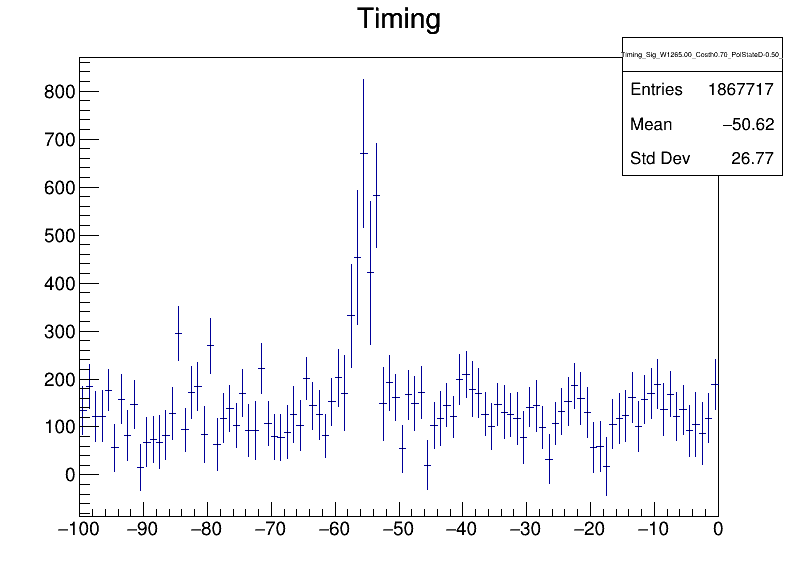 Timing
Timing_Sig_W1265.00_Costh0.70_PolStateD-0.50_
Entries 1867717
Mean −50.62
Std Dev 26.77
800
700
600
500
400
300
200
100
0
−100 −90 −80 −70 −60 −50 −40 −30 −20 −10 0